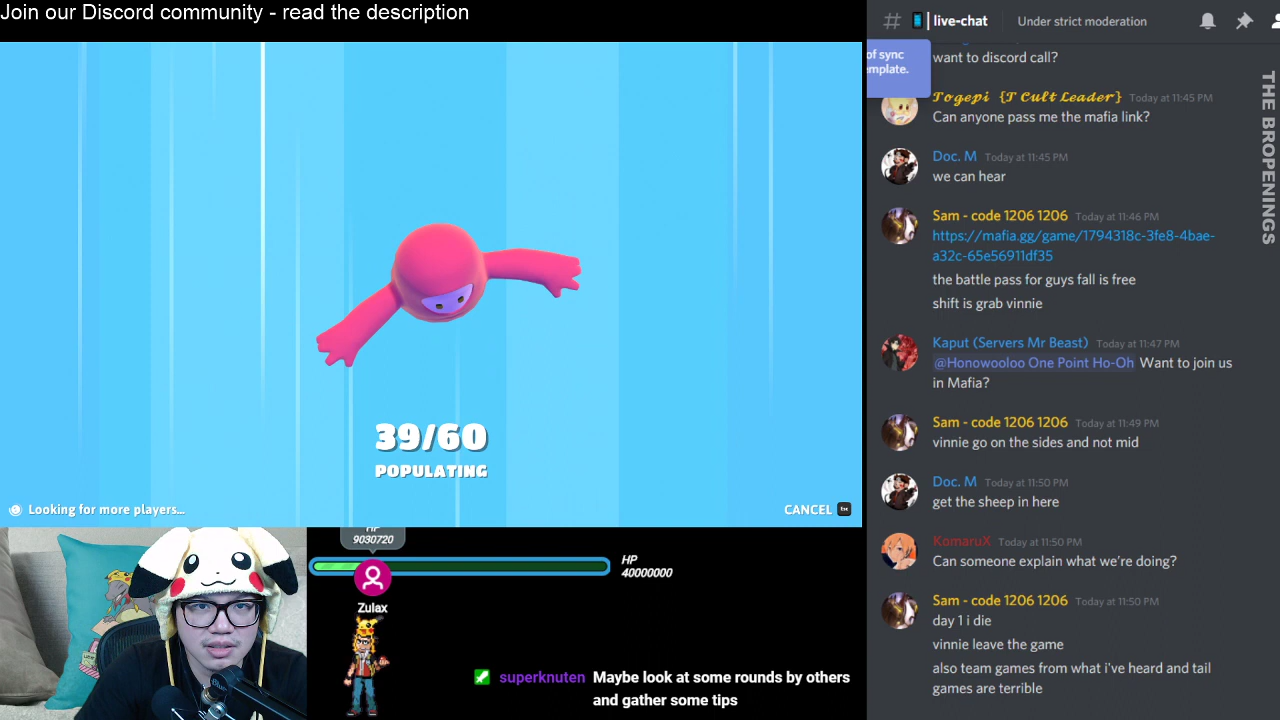 Join our Discord community - read the description
39/60
POPULATING
Looking for more players...
CANCEL Esc
HP
9030720
HP
40000000
Zulax
superknuten Maybe look at some rounds by others
and gather some tips
# | live-chat Under strict moderation
of sync
emplate.
want to discord call?
Togepi {T Cult Leader} Today at 11:45 PM
Can anyone pass me the mafia link?
Doc. M Today at 11:45 PM
we can hear
Sam - code 1206 1206 Today at 11:46 PM
https://mafia.gg/game/1794318c-3fe8-4bae-
a32c-65e56911df35
the battle pass for guys fall is free
shift is grab vinnie
Kaput (Servers Mr Beast) Today at 11:47 PM
@Honowooloo One Point Ho-Oh Want to join us
in Mafia?
Sam - code 1206 1206 Today at 11:49 PM
vinnie go on the sides and not mid
Doc. M Today at 11:50 PM
get the sheep in here
KomaruX Today at 11:50 PM
Can someone explain what we're doing?
Sam - code 1206 1206 Today at 11:50 PM
day 1 i die
vinnie leave the game
also team games from what i've heard and tail
games are terrible
THE BROPENINGS